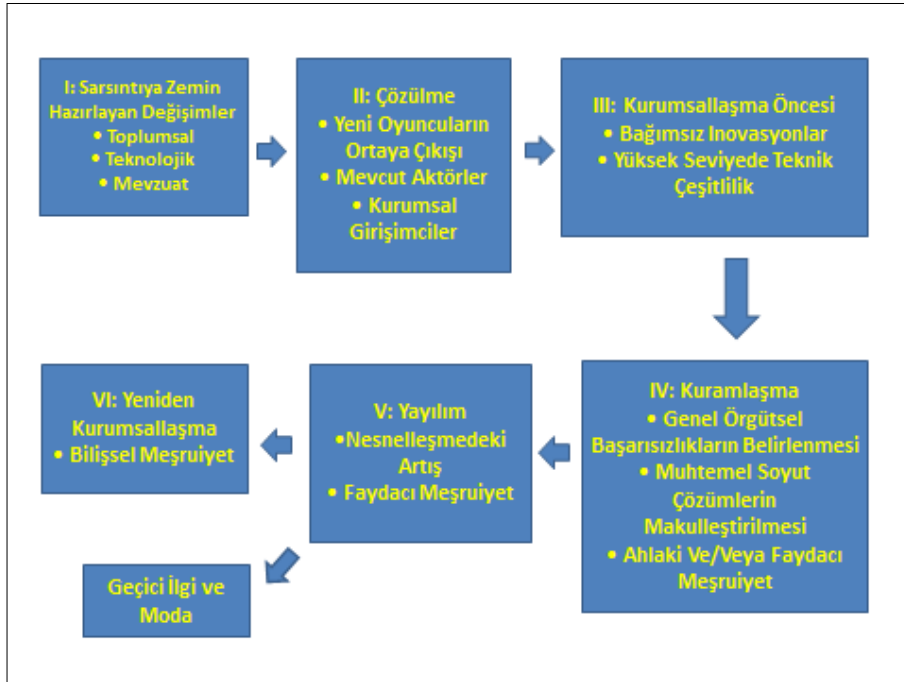 I: Sarsıntıya Zemin
Hazırlayan Değişimler
• Toplumsal
• Teknolojik
• Mevzuat
II: Çözülme
• Yeni Oyuncuların
Ortaya Çıkışı
• Mevcut Aktörler
• Kurumsal
Girişimciler
III: Kurumsallaşma Öncesi
• Bağımsız Inovasyonlar
• Yüksek Seviyede Teknik
Çeşitlilik
IV: Kuramlaşma
• Genel Örgütsel
Başarısızlıkların Belirlenmesi
• Muhtemel Soyut
Çözümlerin
Makulleştirilmesi
• Ahlaki Ve/Veya Faydacı
Meşruiyet
V: Yayılım
•Nesnelleşmedeki
Artış
• Faydacı Meşruiyet
VI: Yeniden
Kurumsallaşma
• Bilişsel Meşruiyet
Geçici İlgi ve
Moda